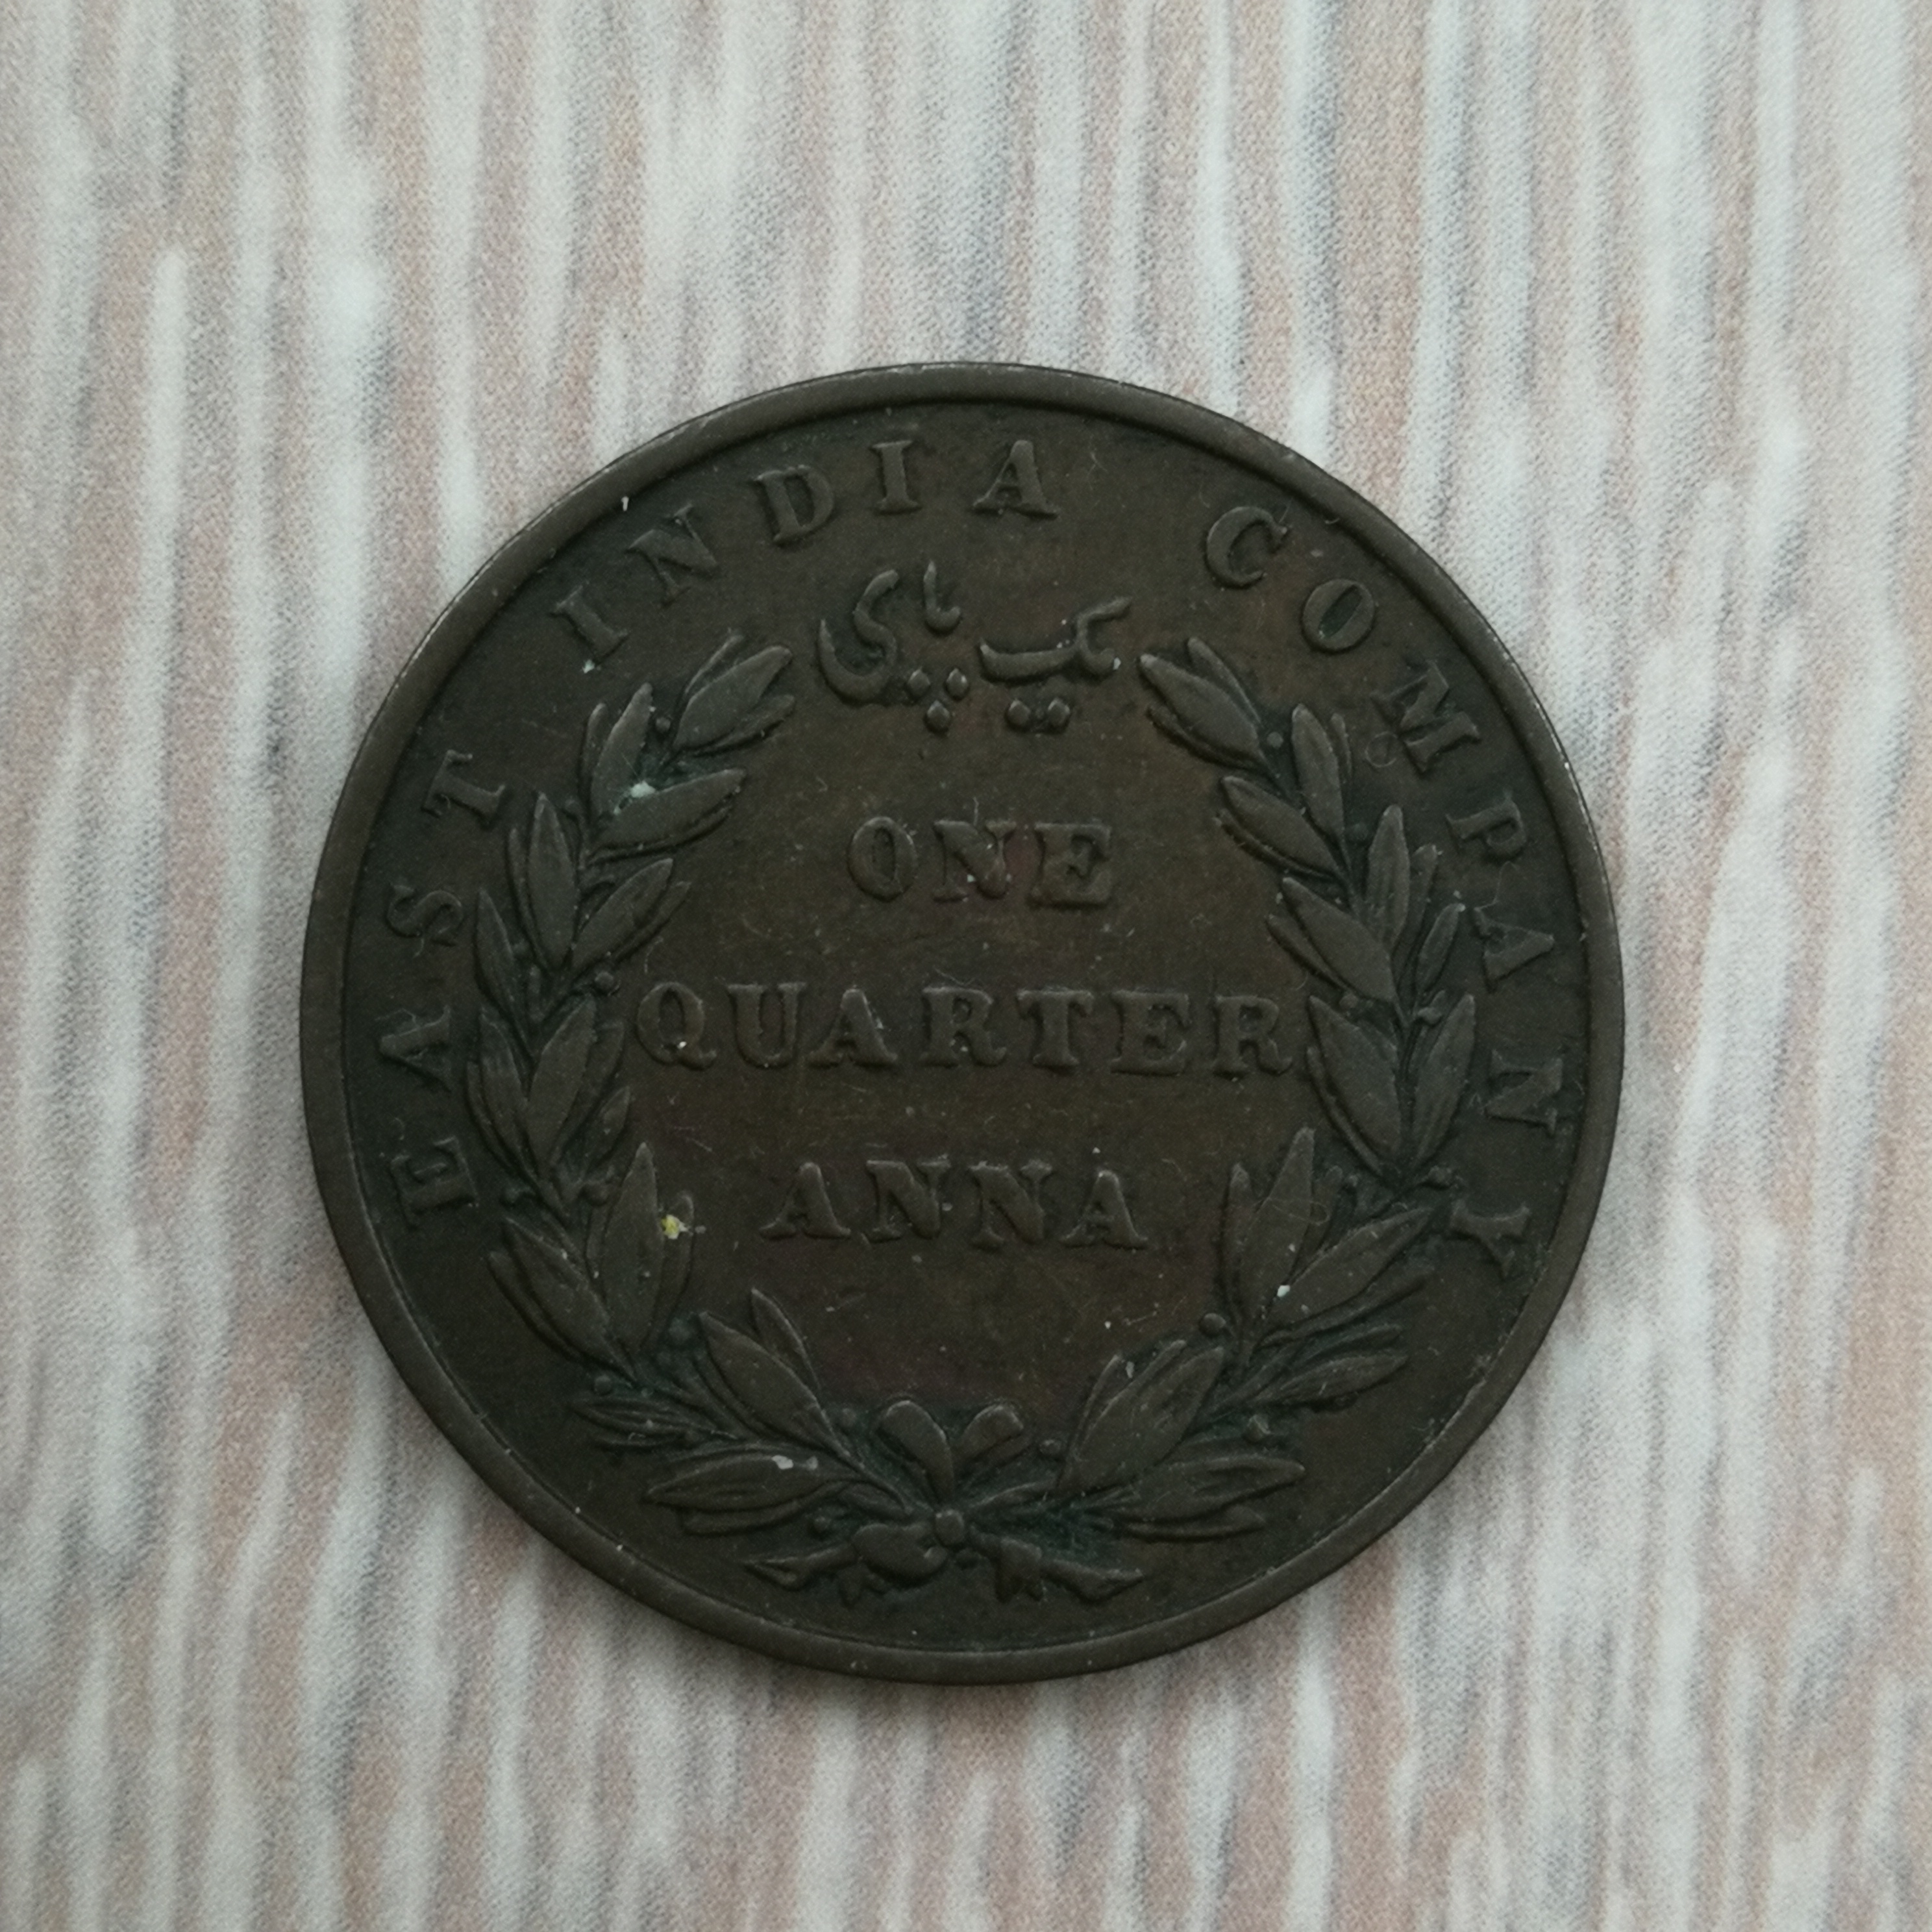 EAST INDIA COMPANY
یک پای
ONE
QUARTER
ANNA